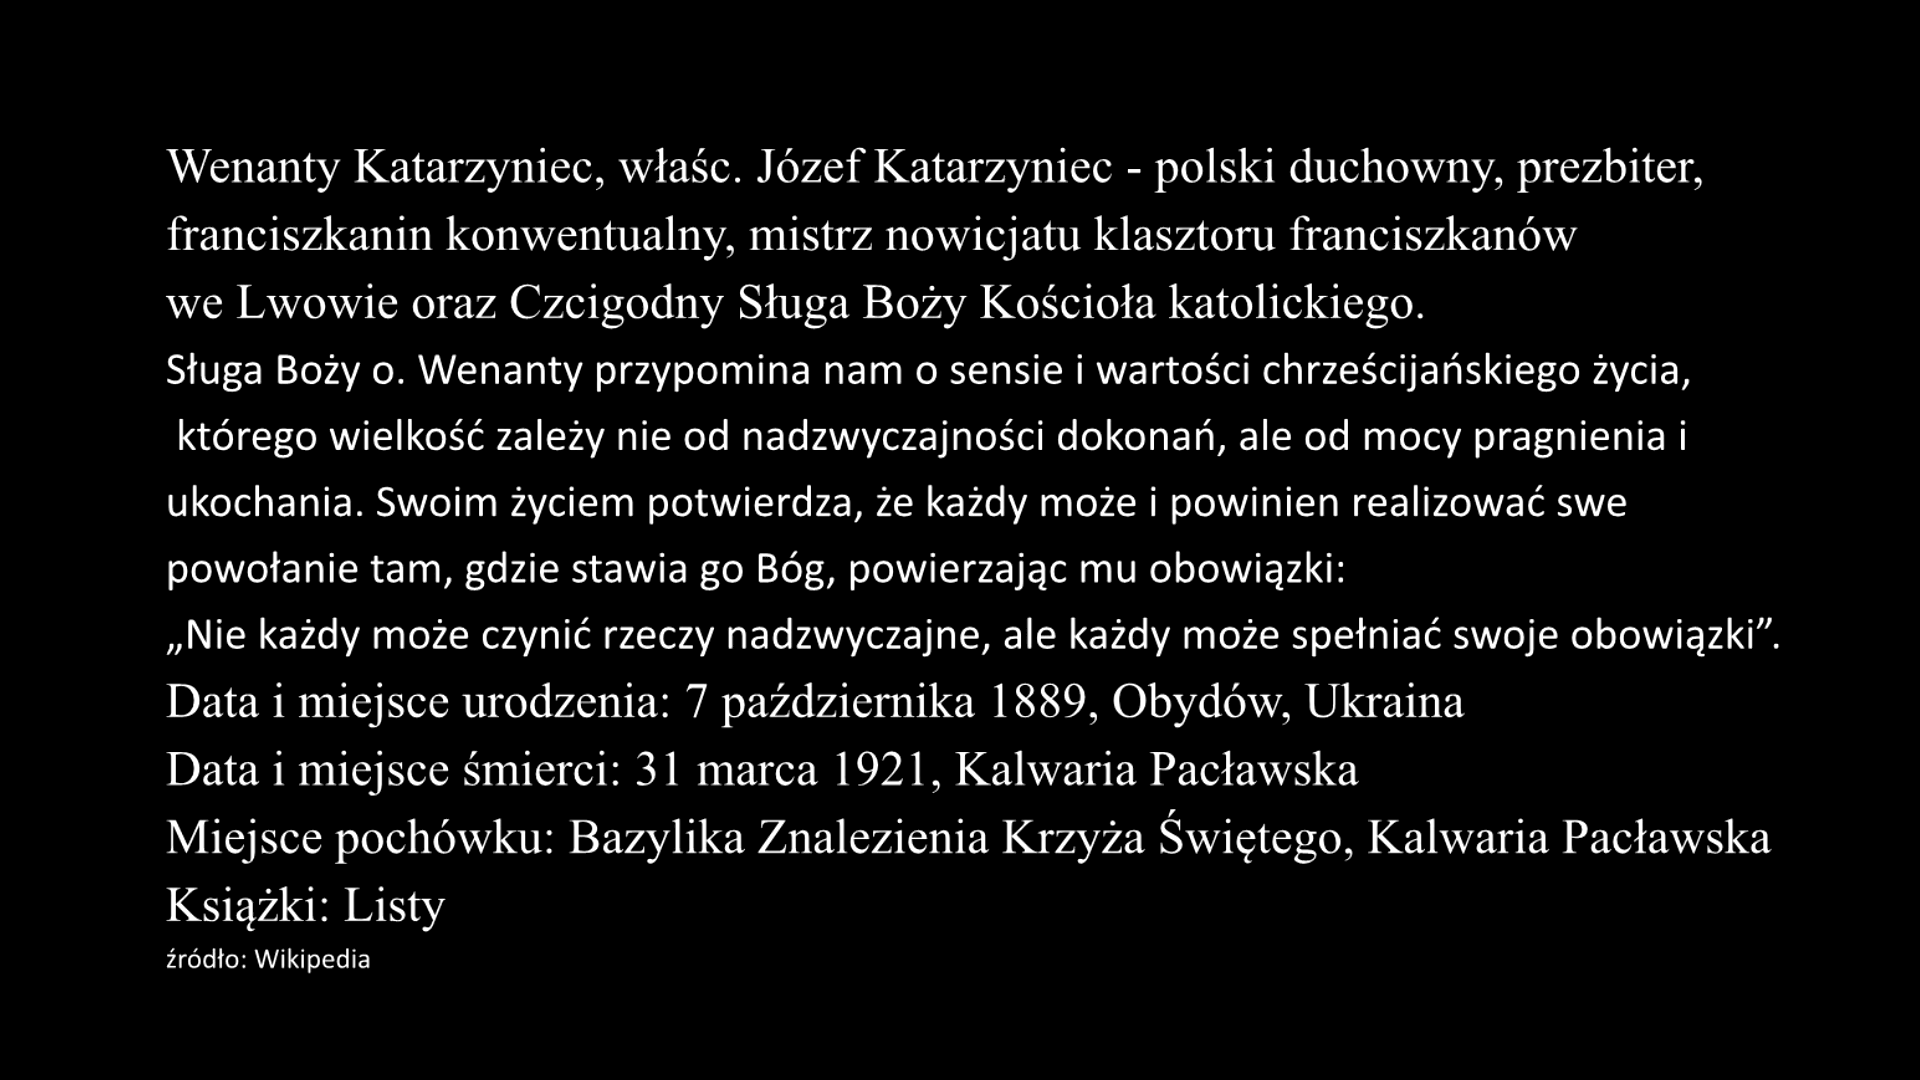 Wenanty Katarzyniec, właśc. Józef Katarzyniec - polski duchowny, prezbiter,
franciszkanin konwentualny, mistrz nowicjatu klasztoru franciszkanów
we Lwowie oraz Czcigodny Sługa Boży Kościoła katolickiego.
Sługa Boży o. Wenanty przypomina nam o sensie i wartości chrześcijańskiego życia,
którego wielkość zależy nie od nadzwyczajności dokonań, ale od mocy pragnienia i
ukochania. Swoim życiem potwierdza, że każdy może i powinien realizować swe
powołanie tam, gdzie stawia go Bóg, powierzając mu obowiązki:
„Nie każdy może czynić rzeczy nadzwyczajne, ale każdy może spełniać swoje obowiązki”.
Data i miejsce urodzenia: 7 października 1889, Obydów, Ukraina
Data i miejsce śmierci: 31 marca 1921, Kalwaria Pacławska
Miejsce pochówku: Bazylika Znalezienia Krzyża Świętego, Kalwaria Pacławska
Książki: Listy
źródło: Wikipedia